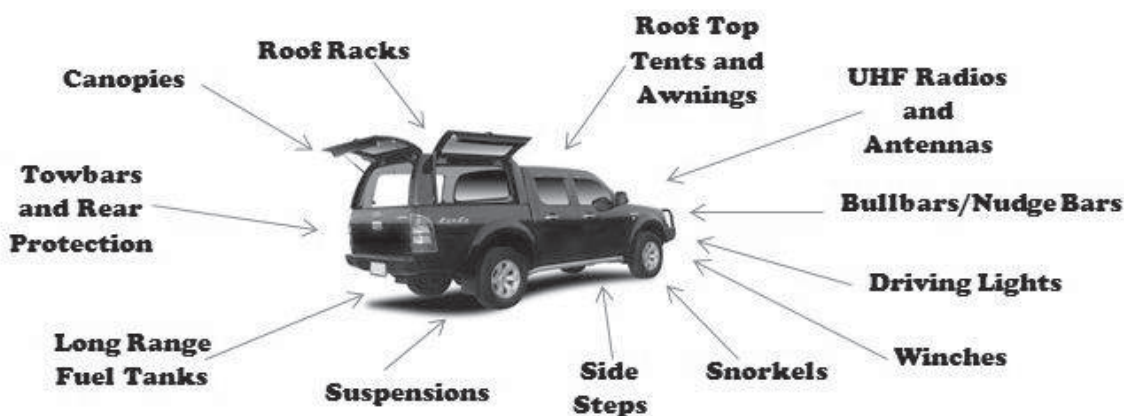 Roof Racks
Roof Top
Tents and
Awnings
Canopies
UHF Radios
and
Antennas
Towbars
and Rear
Protection
Bullbars/Nudge Bars
Driving Lights
Long Range
Fuel Tanks
Suspensions
Side
Steps
Snorkels
Winches